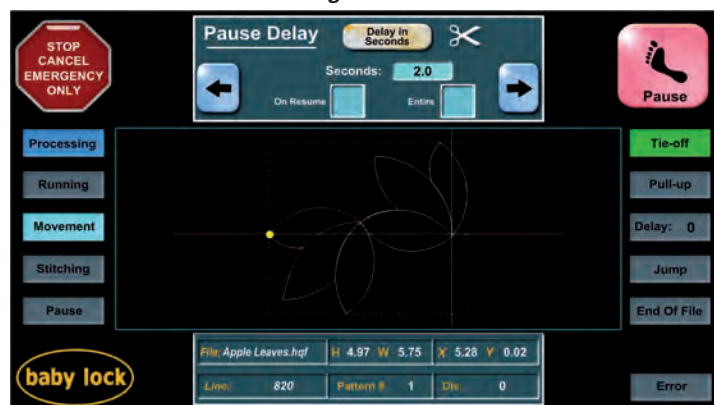 STOP
CANCEL
EMERGENCY
ONLY
Pause Delay
Delay in
Seconds
Seconds: 2.0
On Resume
Entire
Pause
Processing
Running
Movement
Stitching
Pause
Tie-off
Pull-up
Delay: 0
Jump
End Of File
File: Apple Leaves.hqf H 4.97 W 5.75 X 5.28 Y 0.02
Line: 820 Pattern # 1 Dis: 0
baby lock
Error